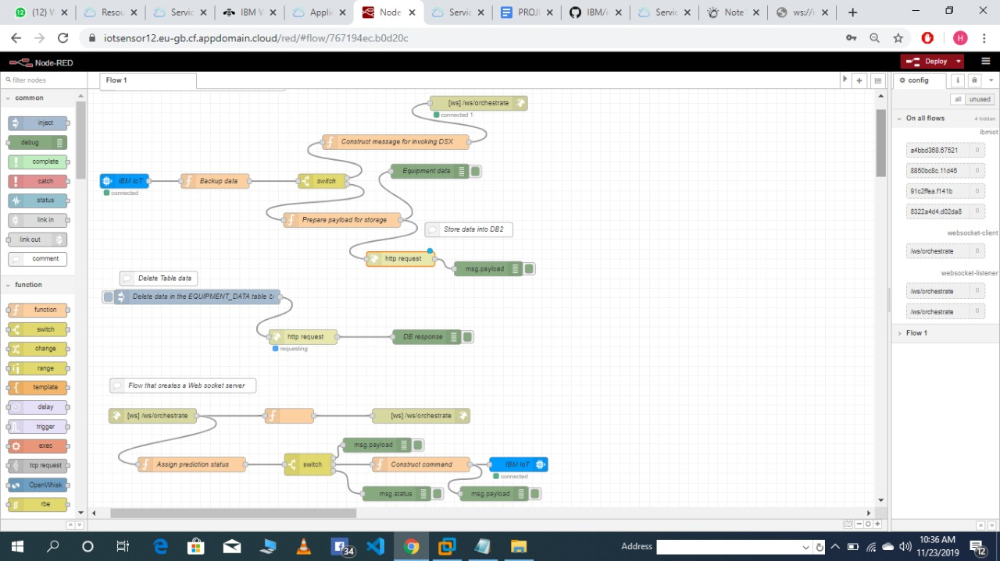 (12) W
Resou
Servic
IBM W
Applic
Node
Servic
PROJE
IBM/i
Servic
Note T
ws://i
iotsensor12.eu-gb.cf.appdomain.cloud/red/#flow/767194ec.b0d20c
H
Node-RED
Deploy
filter nodes
Flow 1
config
i
common
all
unused
inject
debug
complete
catch
status
link in
link out
comment
function
function
switch
change
range
template
delay
trigger
exec
tcp request
OpenWhisk
rbe
[ws] /ws/orchestrate
connected 1
Construct message for invoking DSX
Equipment data
IBM IoT
connected
Backup data
switch
Prepare payload for storage
Store data into DB2
http request
msg.payload
Delete Table data
Delete data in the EQUIPMENT_DATA table
http request
requesting
DB response
Flow that creates a Web socket server
[ws] /ws/orchestrate
[ws] /ws/orchestrate
msg.payload
Assign prediction status
switch
Construct command
IBM IoT
connected
msg.status
msg.payload
On all flows
4 hidden
ibmiot
a4bbd368.67521
0
8850bc8c.11d46
0
91c2ffea.f141b
0
8322a4d4.d02da8
0
websocket-client
/ws/orchestrate
0
websocket-listener
/ws/orchestrate
0
/ws/orchestrate
0
Flow 1
34
Address
10:36 AM
11/23/2019
12